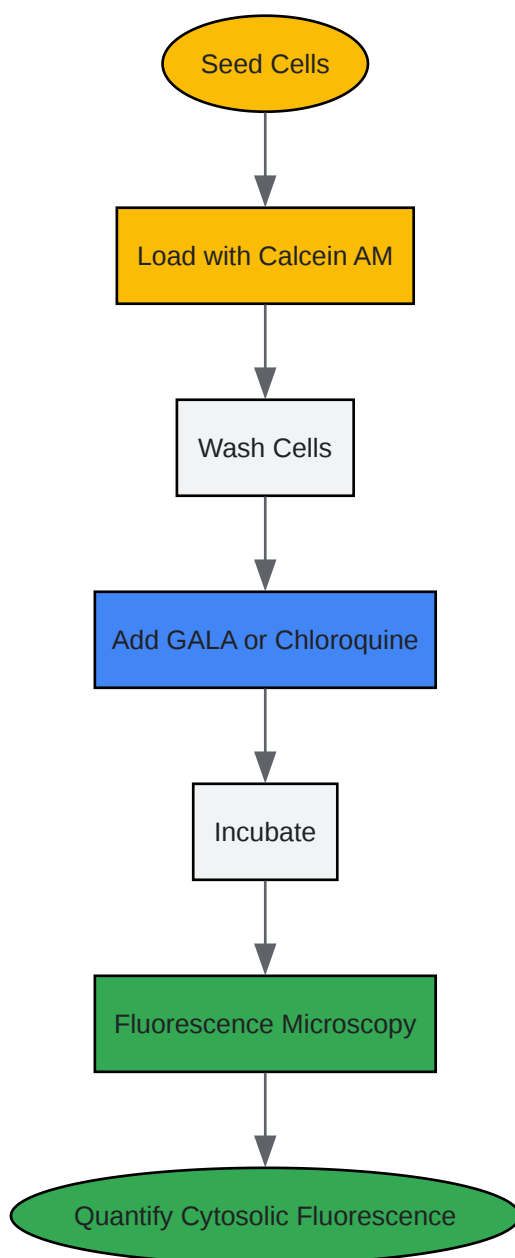 Seed Cells
Load with Calcein AM
Wash Cells
Add GALA or Chloroquine
Incubate
Fluorescence Microscopy
Quantify Cytosolic Fluorescence